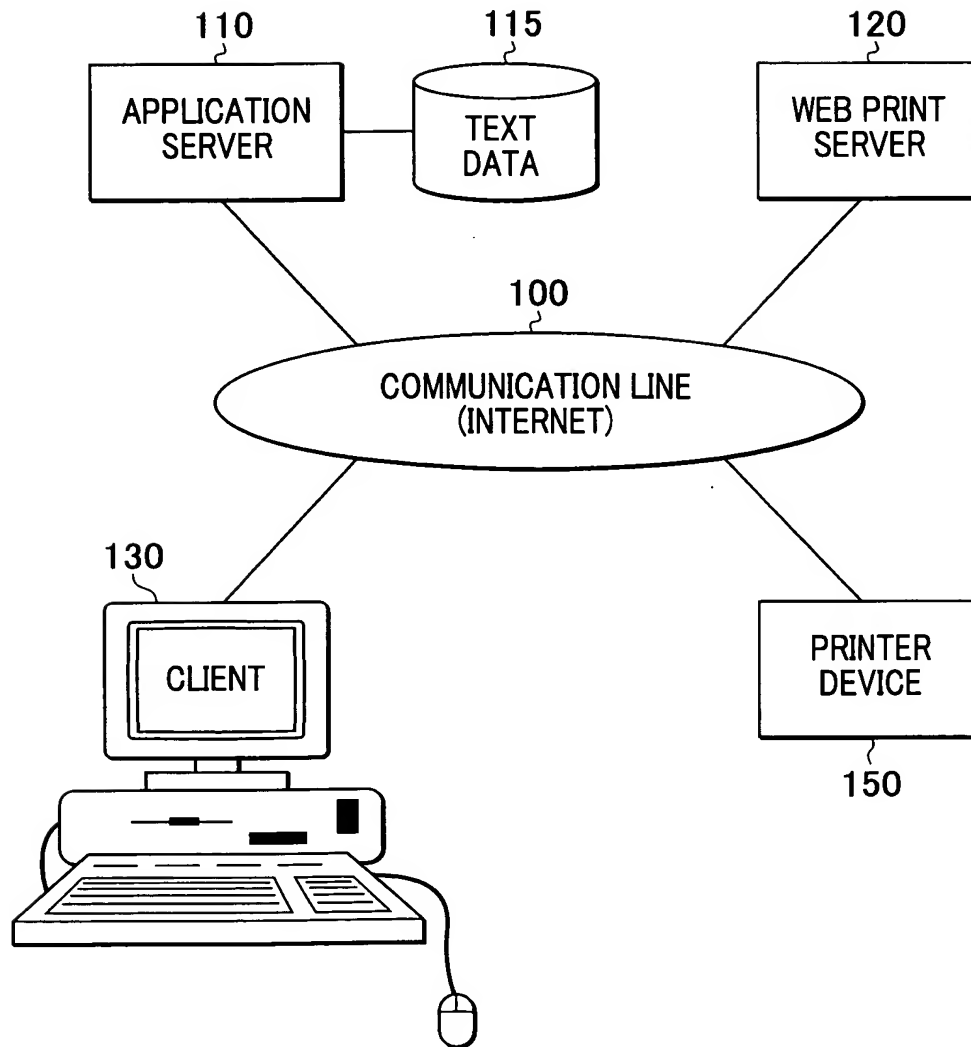 110
115
120
APPLICATION
SERVER
TEXT
DATA
WEB PRINT
SERVER
100
COMMUNICATION LINE
(INTERNET)
130
CLIENT
PRINTER
DEVICE
150